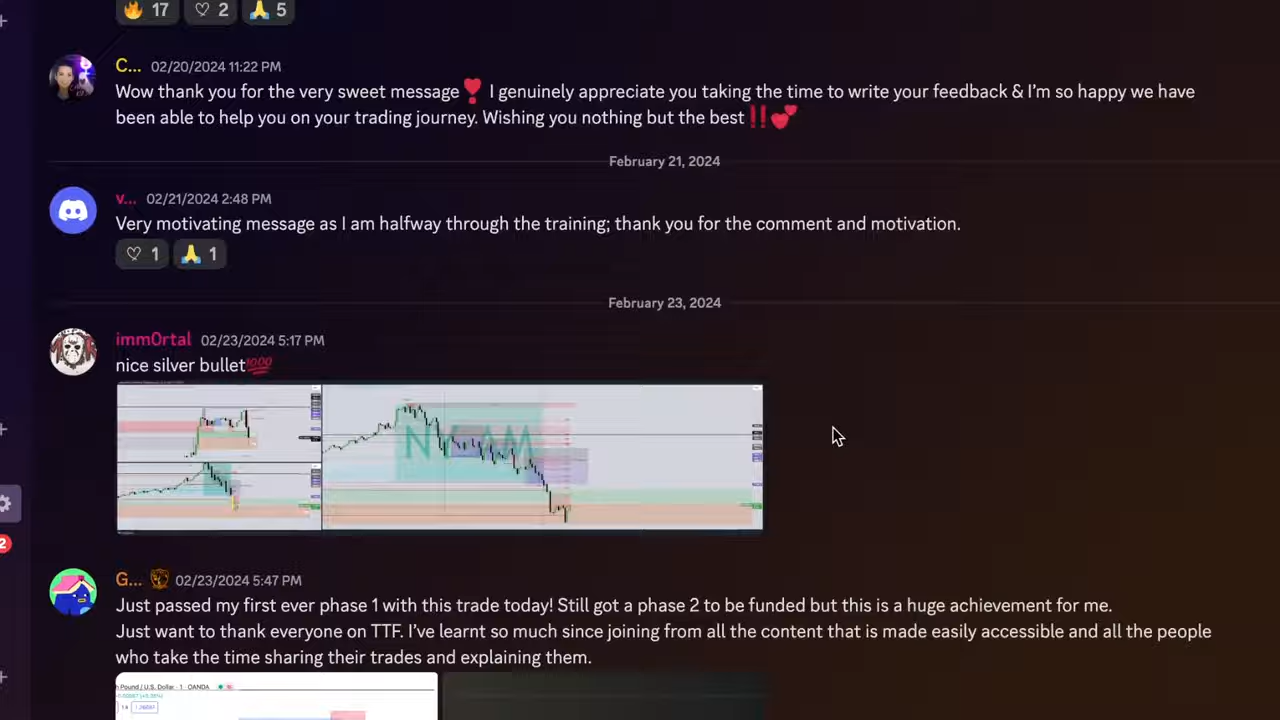 17 2 5
C... 02/20/2024 11:22 PM
Wow thank you for the very sweet message❣️ I genuinely appreciate you taking the time to write your feedback & I'm so happy we have
been able to help you on your trading journey. Wishing you nothing but the best ‼️💕
February 21, 2024
v... 02/21/2024 2:48 PM
Very motivating message as I am halfway through the training; thank you for the comment and motivation.
1 1
February 23, 2024
imm0rtal 02/23/2024 5:17 PM
nice silver bullet💯
NY AM
2
G... 02/23/2024 5:47 PM
Just passed my first ever phase 1 with this trade today! Still got a phase 2 to be funded but this is a huge achievement for me.
Just want to thank everyone on TTF. I've learnt so much since joining from all the content that is made easily accessible and all the people
who take the time sharing their trades and explaining them.
h Pound / U.S. Dollar · 1 · OANDA